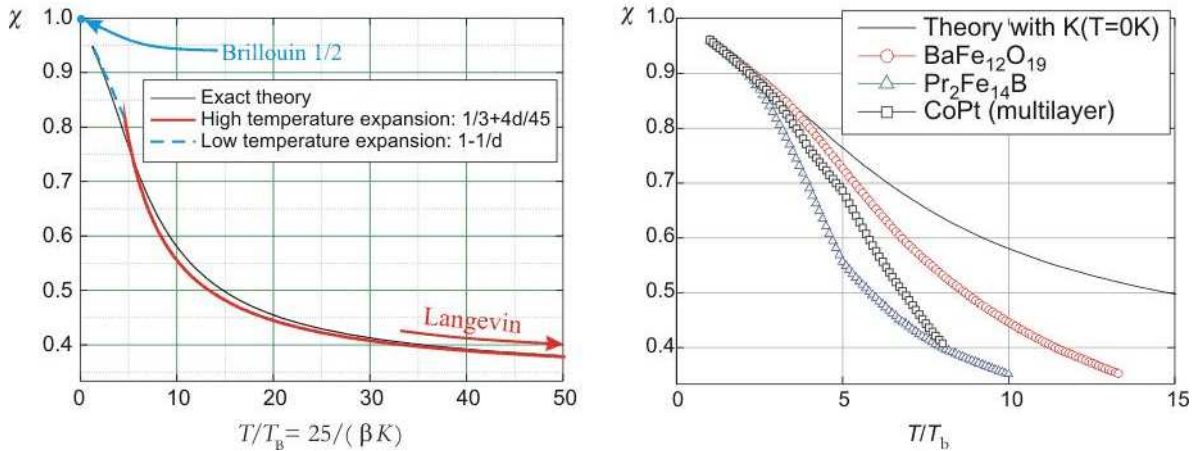 χ
1.0
0.9
0.8
0.7
0.6
0.5
0.4
0
10
20
30
40
50
Brillouin 1/2
Exact theory
High temperature expansion: 1/3+4d/45
Low temperature expansion: 1-1/d
Langevin
T/T_B = 25/(βK)
χ
1.0
0.9
0.8
0.7
0.6
0.5
0.4
0
5
10
15
Theory with K(T=0K)
BaFe₁₂O₁₉
Pr₂Fe₁₄B
CoPt (multilayer)
T/T_b